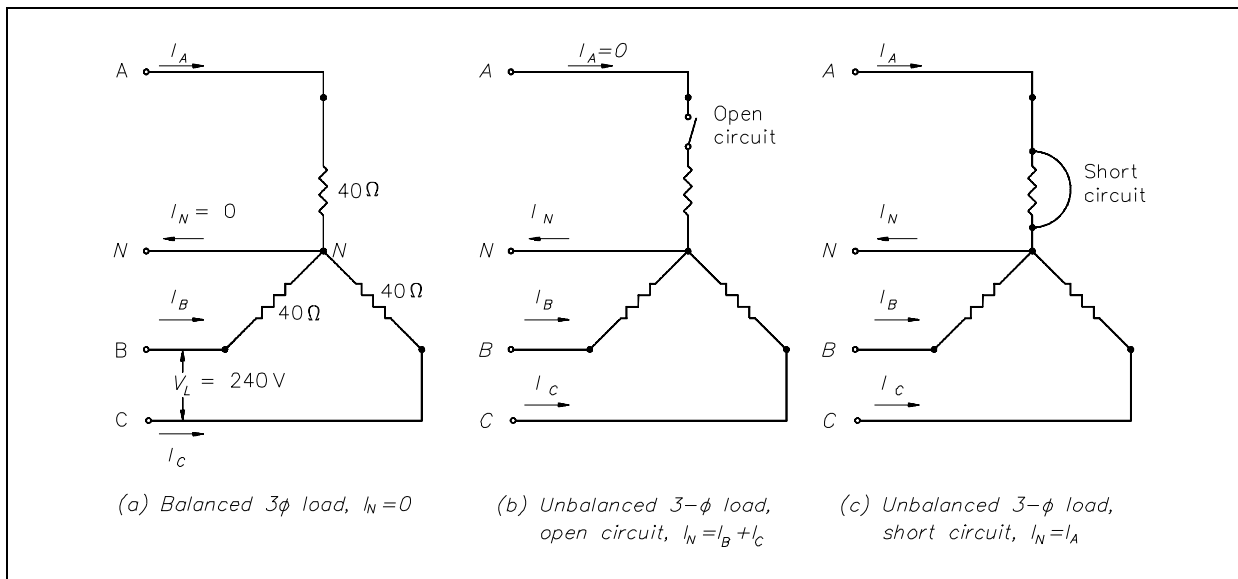 I_A
A
40Ω
I_N = 0
N
N
I_B
40Ω
40Ω
B
V_L = 240V
C
I_C
(a) Balanced 3ϕ load, I_N=0
I_A=0
A
Open
circuit
I_N
N
I_B
B
I_C
C
(b) Unbalanced 3-ϕ load,
open circuit, I_N=I_B+I_C
I_A
A
Short
circuit
I_N
N
I_B
B
I_C
C
(c) Unbalanced 3-ϕ load,
short circuit, I_N=I_A